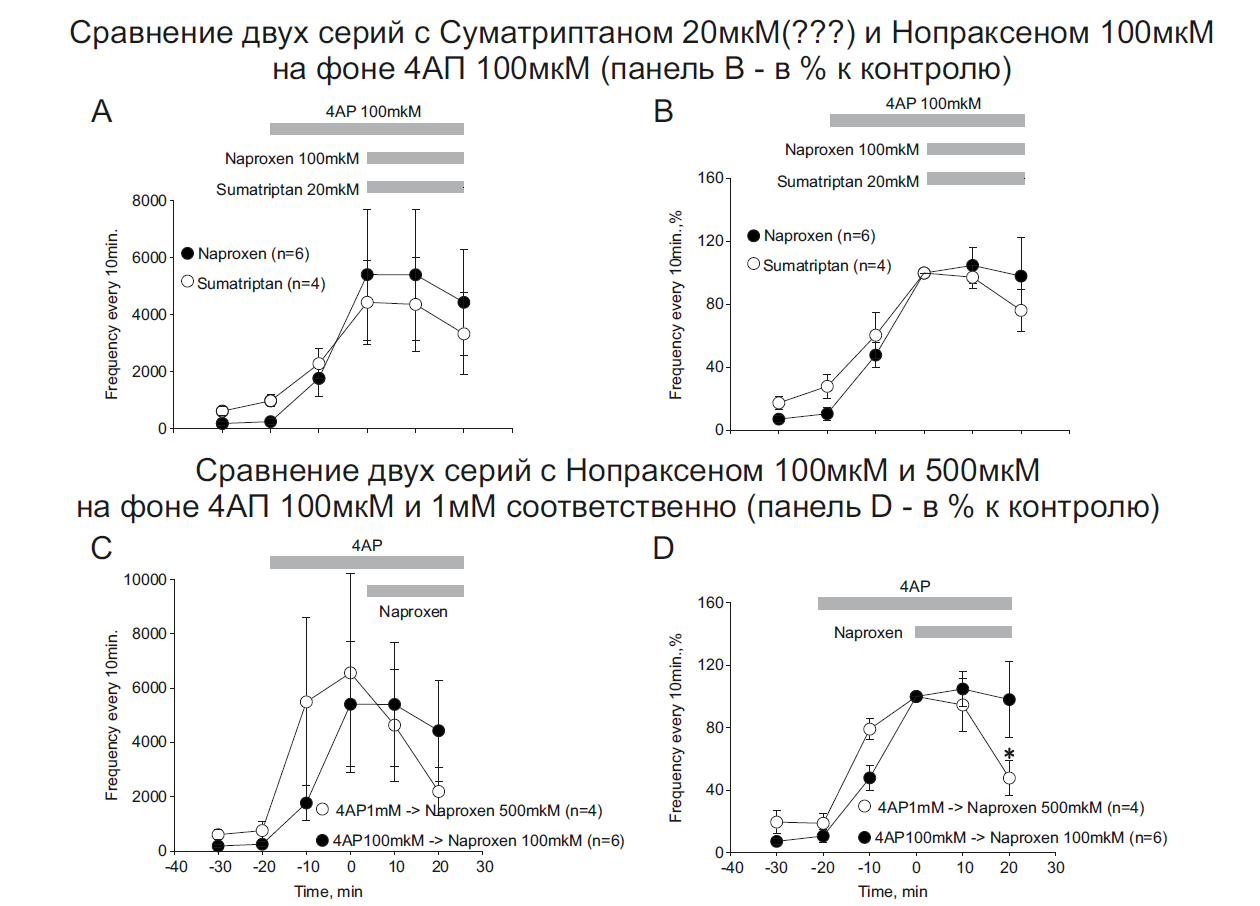 Сравнение двух серий с Суматриптаном 20мкМ(???) и Нопраксеном 100мкМ
на фоне 4АП 100мкМ (панель B - в % к контролю)
A
4AP 100mkM
Naproxen 100mkM
Sumatriptan 20mkM
8000
6000
4000
2000
0
Frequency every 10min.
Naproxen (n=6)
Sumatriptan (n=4)
B
4AP 100mkM
Naproxen 100mkM
Sumatriptan 20mkM
160
120
80
40
0
Frequency every 10min.,%
Naproxen (n=6)
Sumatriptan (n=4)
Сравнение двух серий с Нопраксеном 100мкМ и 500мкМ
на фоне 4АП 100мкМ и 1мМ соответственно (панель D - в % к контролю)
C
4AP
Naproxen
10000
8000
6000
4000
2000
0
Frequency every 10min.
4AP1mM -> Naproxen 500mkM (n=4)
4AP100mkM -> Naproxen 100mkM (n=6)
-40 -30 -20 -10 0 10 20 30
Time, min
D
4AP
Naproxen
160
120
80
40
0
Frequency every 10min.,%
*
4AP1mM -> Naproxen 500mkM (n=4)
4AP100mkM -> Naproxen 100mkM (n=6)
-40 -30 -20 -10 0 10 20 30
Time, min